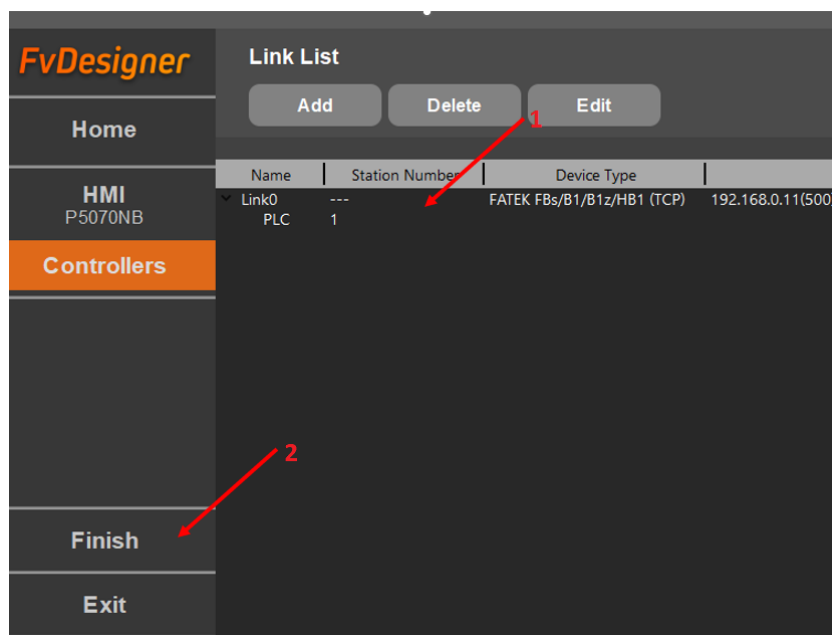 FvDesigner
Home
HMI
P5070NB
Controllers
Finish
Exit
Link List
Add Delete Edit
1
Name Station Number Device Type
Link0 --- FATEK FBs/B1/B1z/HB1 (TCP) 192.168.0.11(500
PLC 1
2